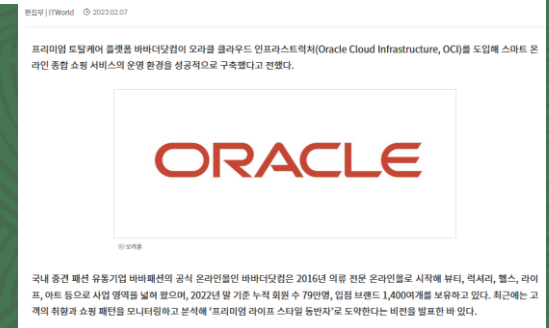 편집부 | ITWorld 2023.02.07
프리미엄 토탈케어 플랫폼 바바더닷컴이 오라클 클라우드 인프라스트럭처(Oracle Cloud Infrastructure, OCI)를 도입해 스마트 온
라인 종합 쇼핑 서비스의 운영 환경을 성공적으로 구축했다고 전했다.
ORACLE
ⓒ 오라클
국내 중견 패션 유통기업 바바패션의 공식 온라인몰인 바바더닷컴은 2016년 의류 전문 온라인몰로 시작해 뷰티, 럭셔리, 헬스, 라이
프, 아트 등으로 사업 영역을 넓혀 왔으며, 2022년 말 기준 누적 회원 수 79만명, 입점 브랜드 1,400여개를 보유하고 있다. 최근에는 고
객의 취향과 쇼핑 패턴을 모니터링하고 분석해 ‘프리미엄 라이프 스타일 동반자’로 도약한다는 비전을 발표한 바 있다.